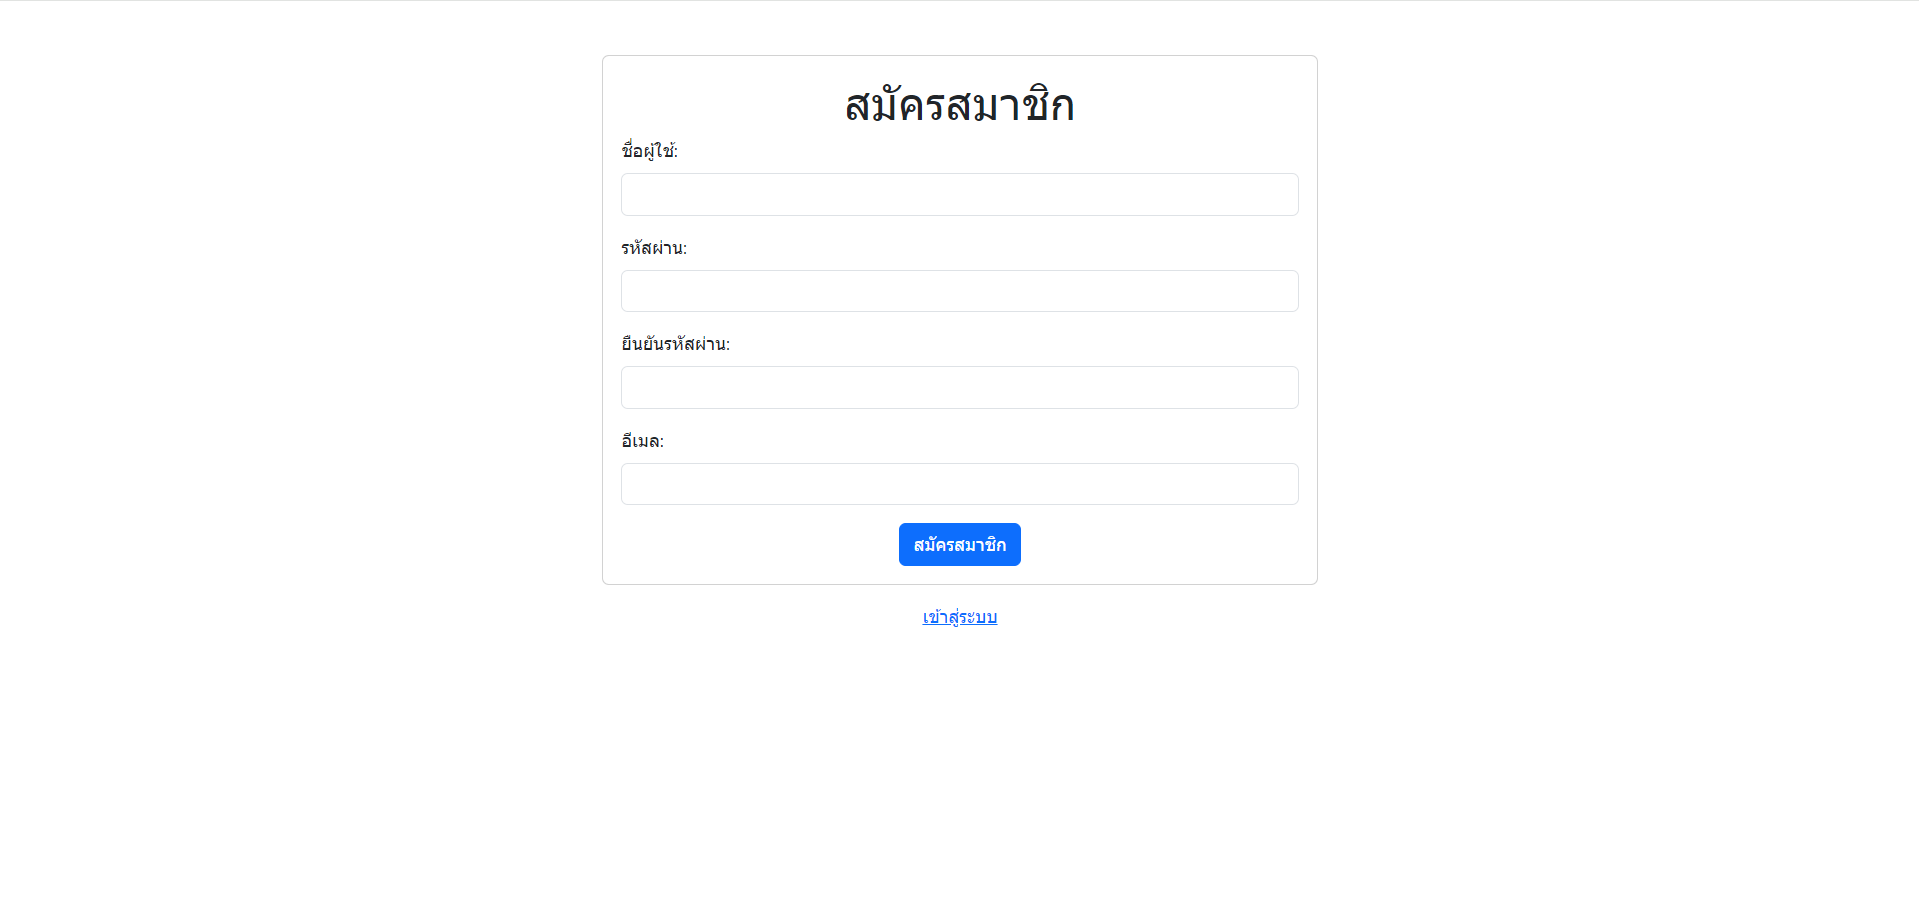 สมัครสมาชิก
ชื่อผู้ใช้:
รหัสผ่าน:
ยืนยันรหัสผ่าน:
อีเมล:
สมัครสมาชิก
เข้าสู่ระบบ